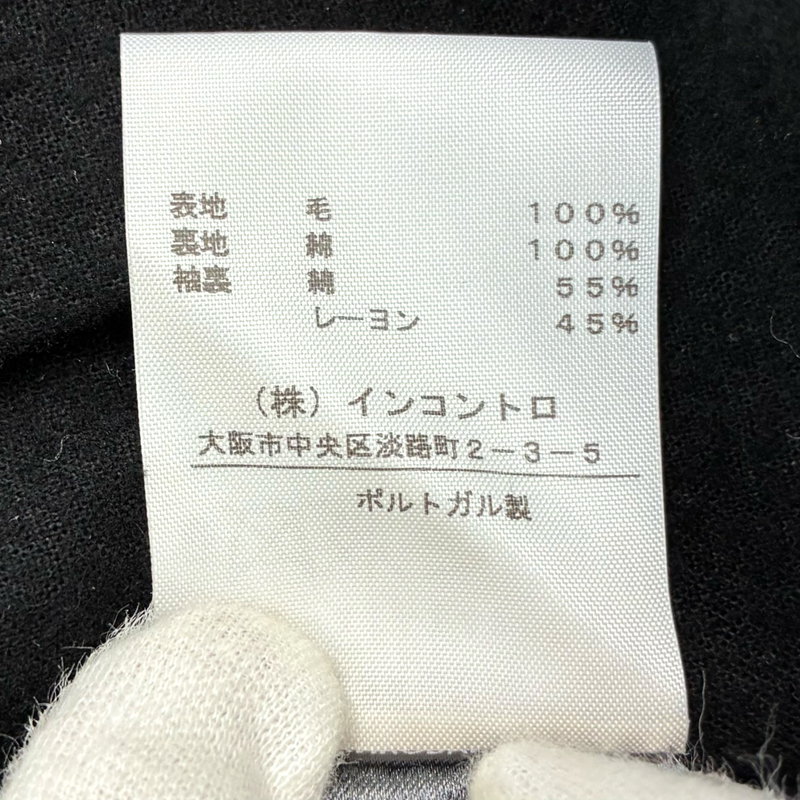 表地 毛 100%
裏地 綿 100%
袖裏 綿 55%
レーヨン 45%
(株)インコントロ
大阪市中央区淡路町2-3-5
ポルトガル製